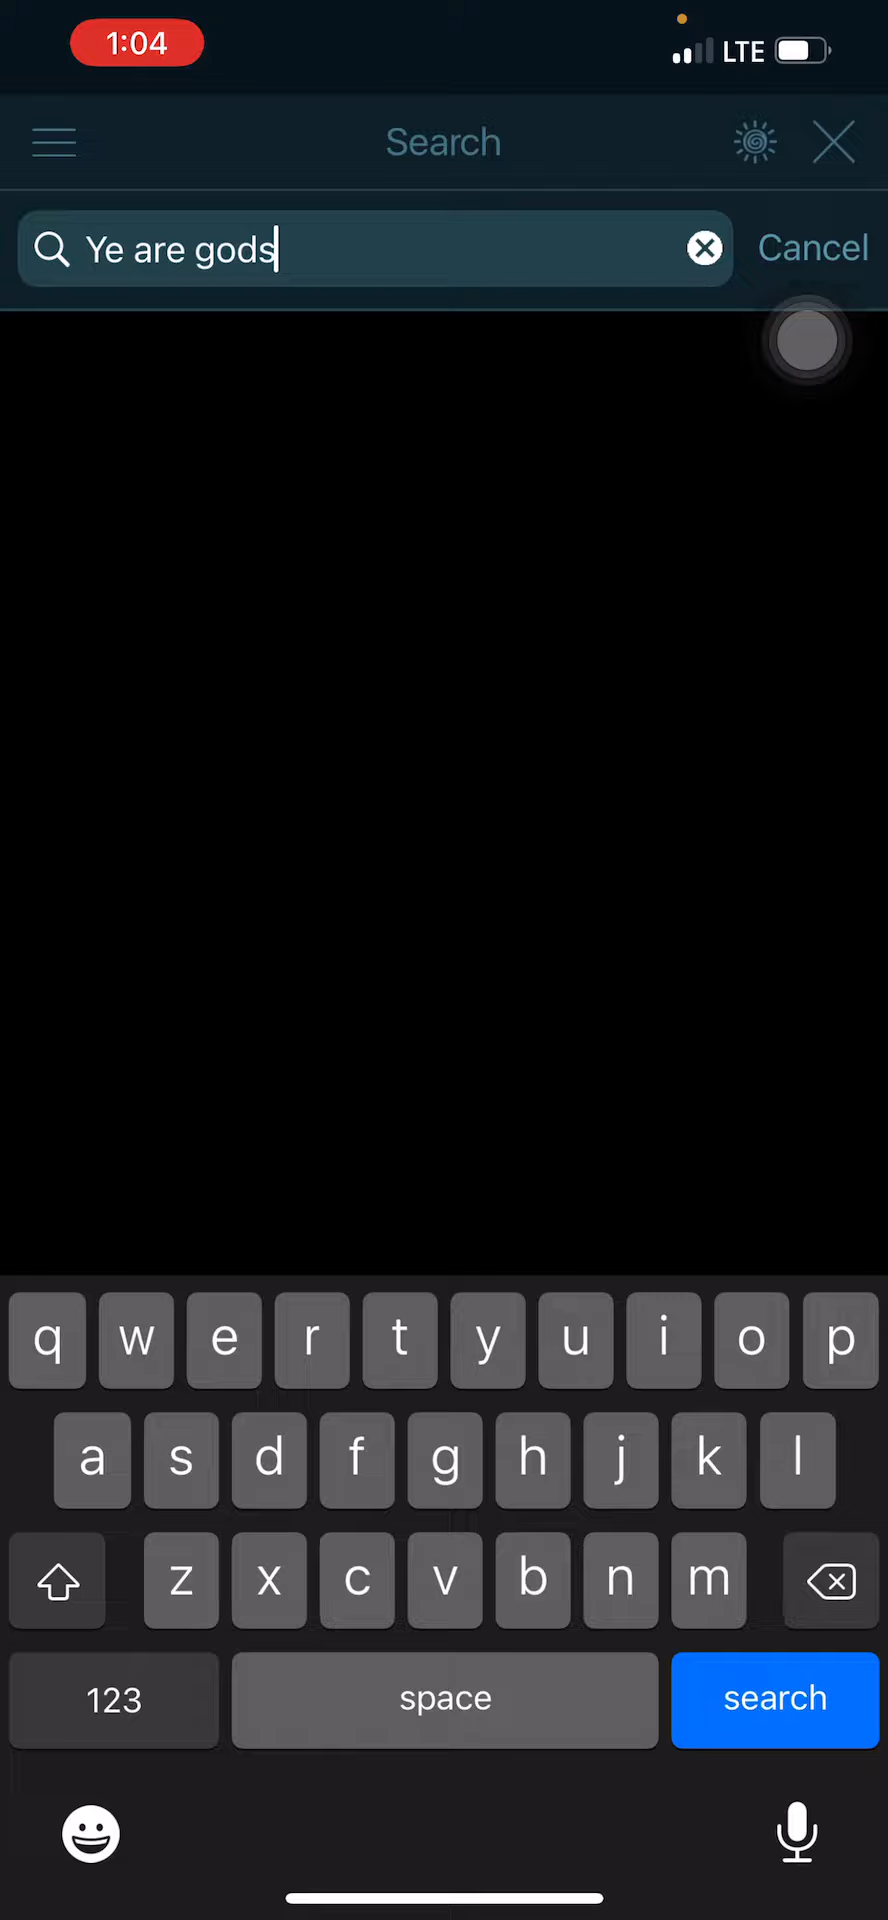 1:04
LTE
Search
Ye are gods
Cancel
q w e r t y u i o p
a s d f g h j k l
z x c v b n m
123 space search